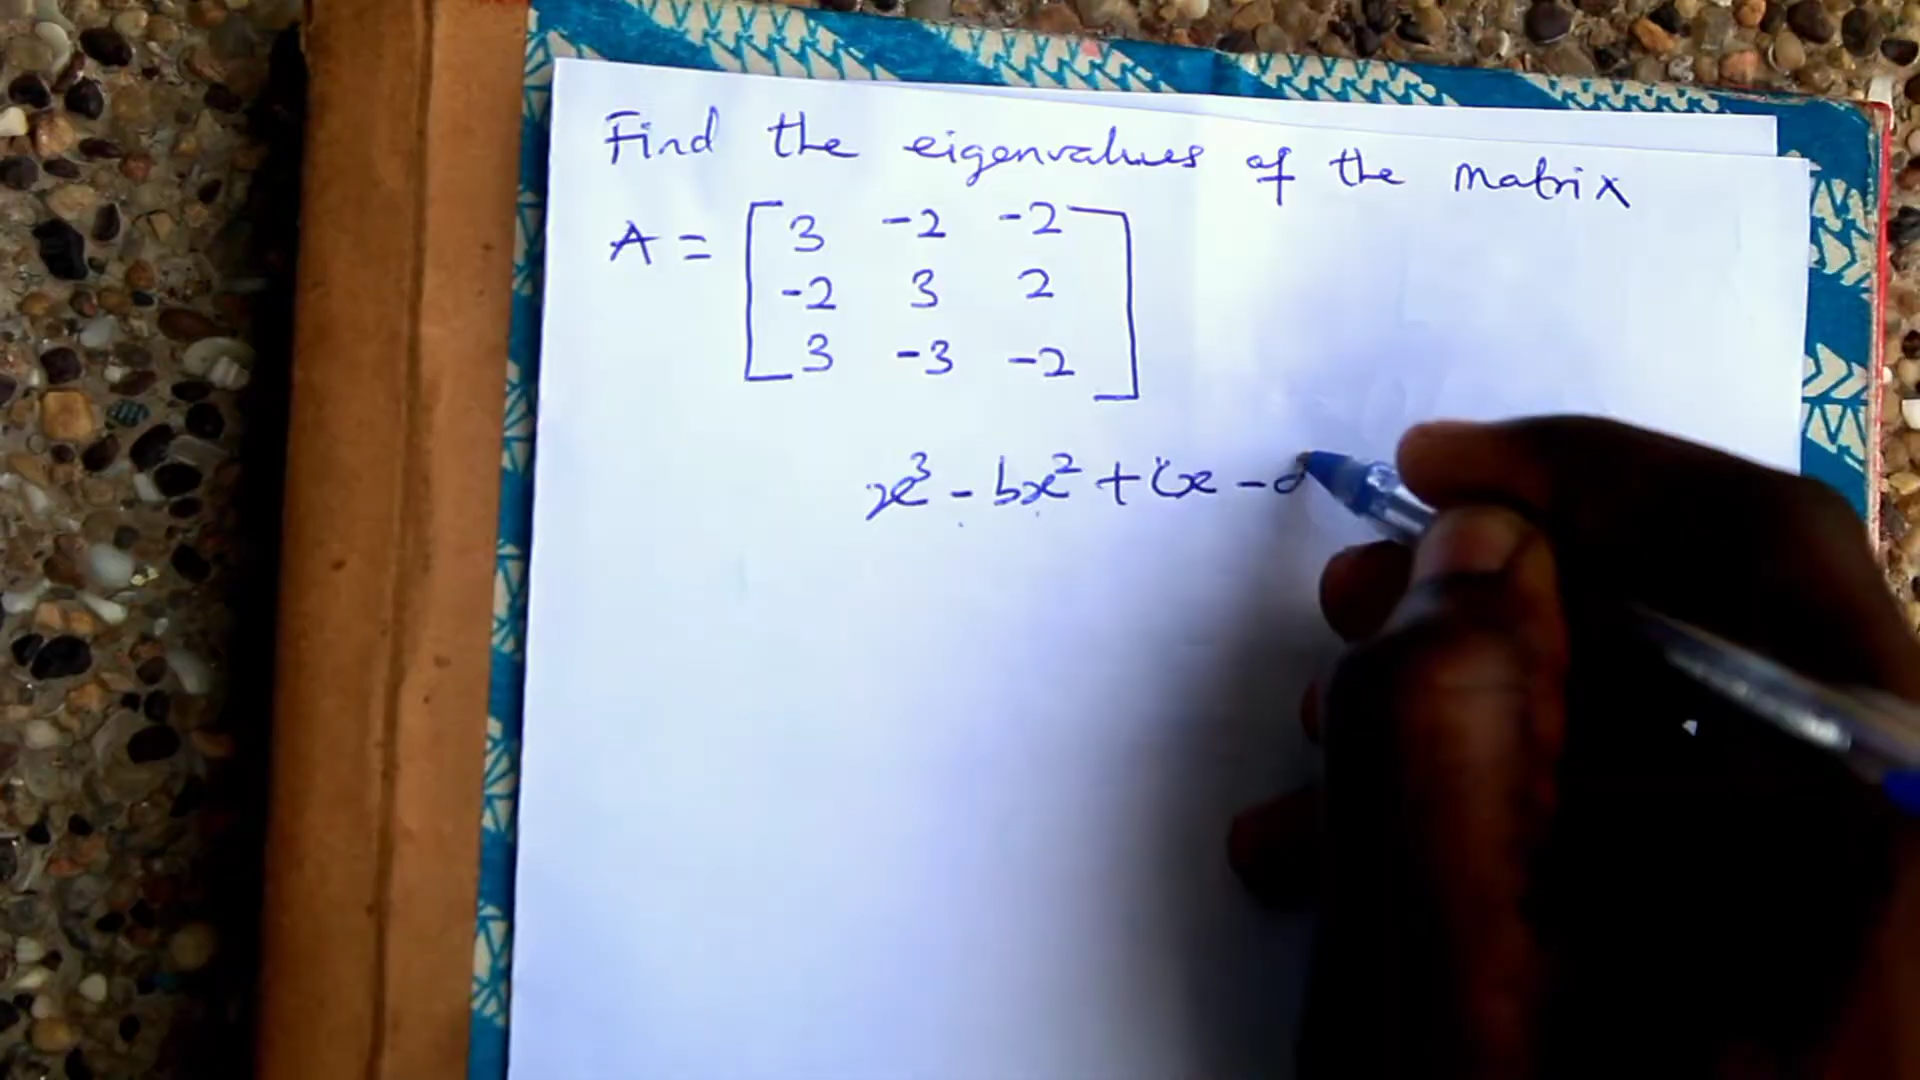 Find the eigenvalues of the matrix
A = [3 -2 -2
-2 3 2
3 -3 -2]
x³ - bx² + cx -